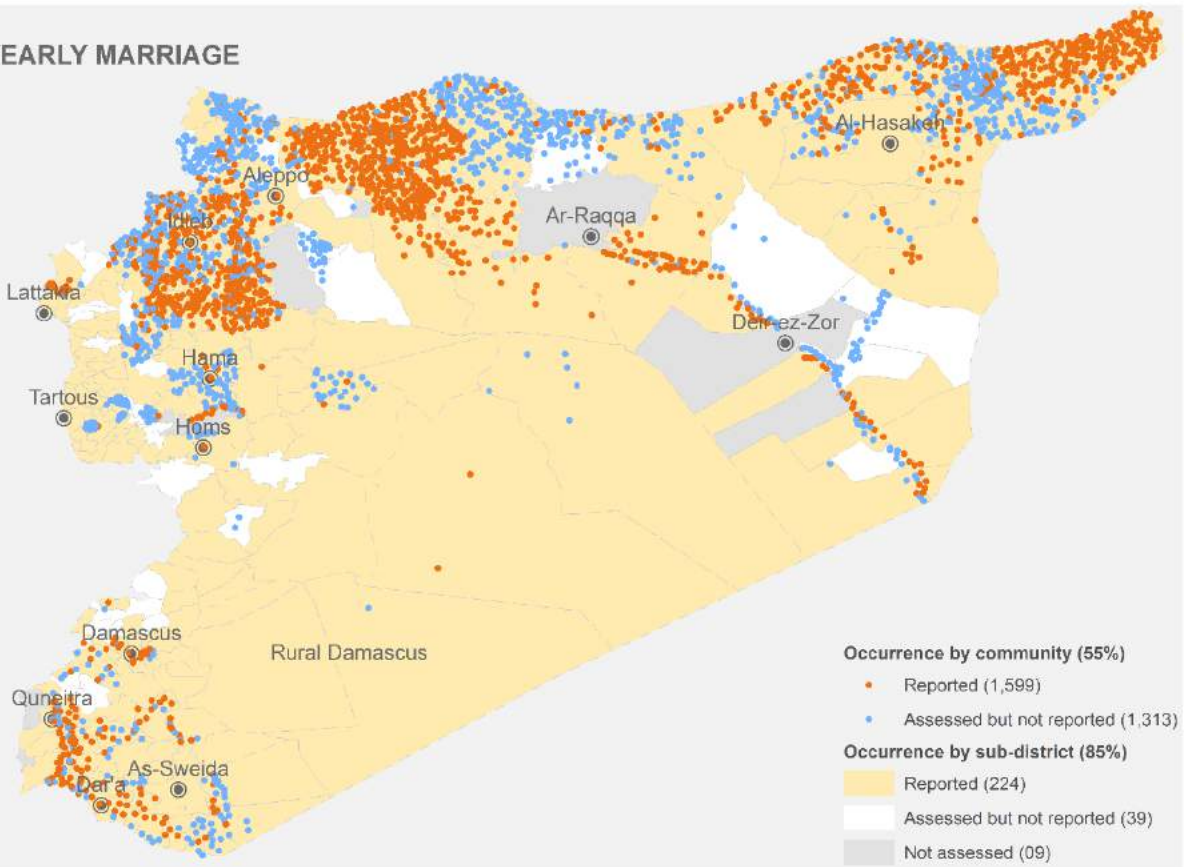 EARLY MARRIAGE
Al-Hasakeh
Aleppo
Idleb
Ar-Raqqa
Lattakia
Deir-ez-Zor
Hama
Tartous
Homs
Damascus
Rural Damascus
Quneitra
As-Sweida
Dar'a
Occurrence by community (55%)
Reported (1,599)
Assessed but not reported (1,313)
Occurrence by sub-district (85%)
Reported (224)
Assessed but not reported (39)
Not assessed (09)